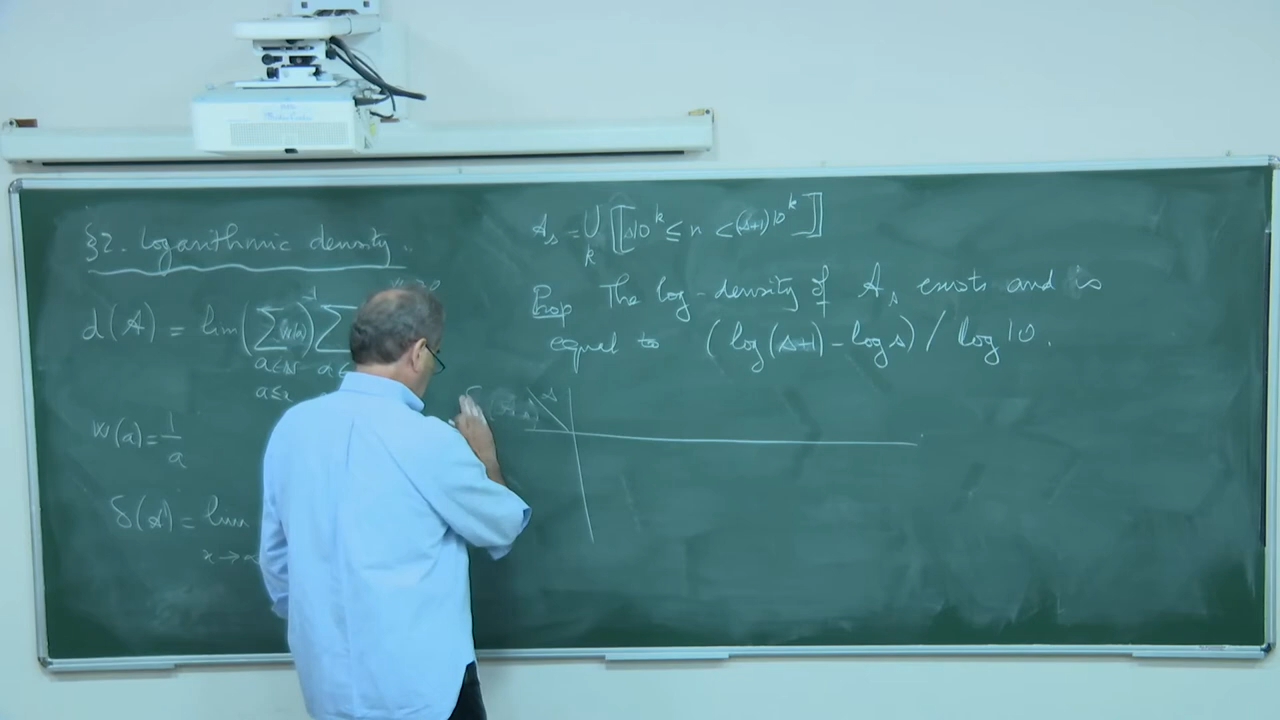 §2. Logarithmic density.
d(A) = lim (∑ w(a))⁻¹ ∑
a∈N a∈
a≤x
w(a) = 1/a
δ(A) = lim
x→∞
A_s = ∪_k [[s10^k ≤ n < (s+1)10^k]]
Prop The log-density of A_s exists and is
equal to (log(s+1) - log s) / log 10.
s